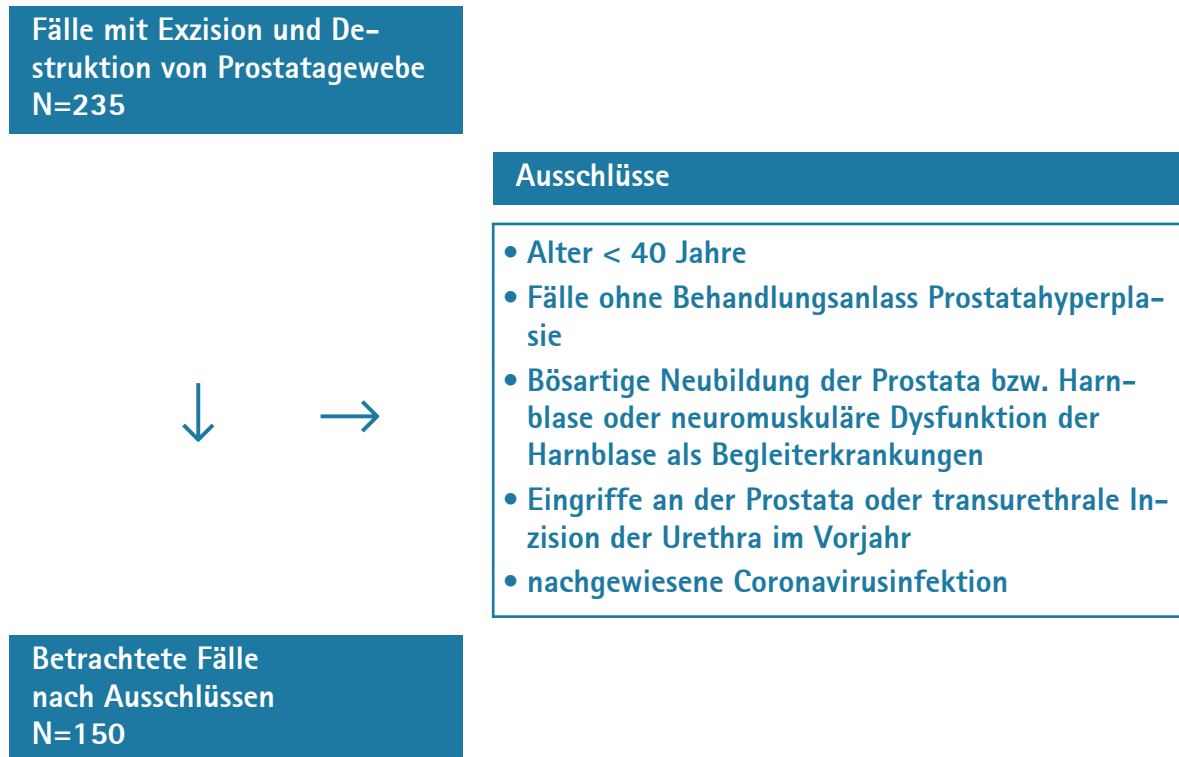 Fälle mit Exzision und De-
struktion von Prostatagewebe
N=235
Ausschlüsse
• Alter < 40 Jahre
• Fälle ohne Behandlungsanlass Prostatahyperpla-
sie
• Bösartige Neubildung der Prostata bzw. Harn-
blase oder neuromuskuläre Dysfunktion der
Harnblase als Begleiterkrankungen
• Eingriffe an der Prostata oder transurethrale In-
zision der Urethra im Vorjahr
• nachgewiesene Coronavirusinfektion
Betrachtete Fälle
nach Ausschlüssen
N=150